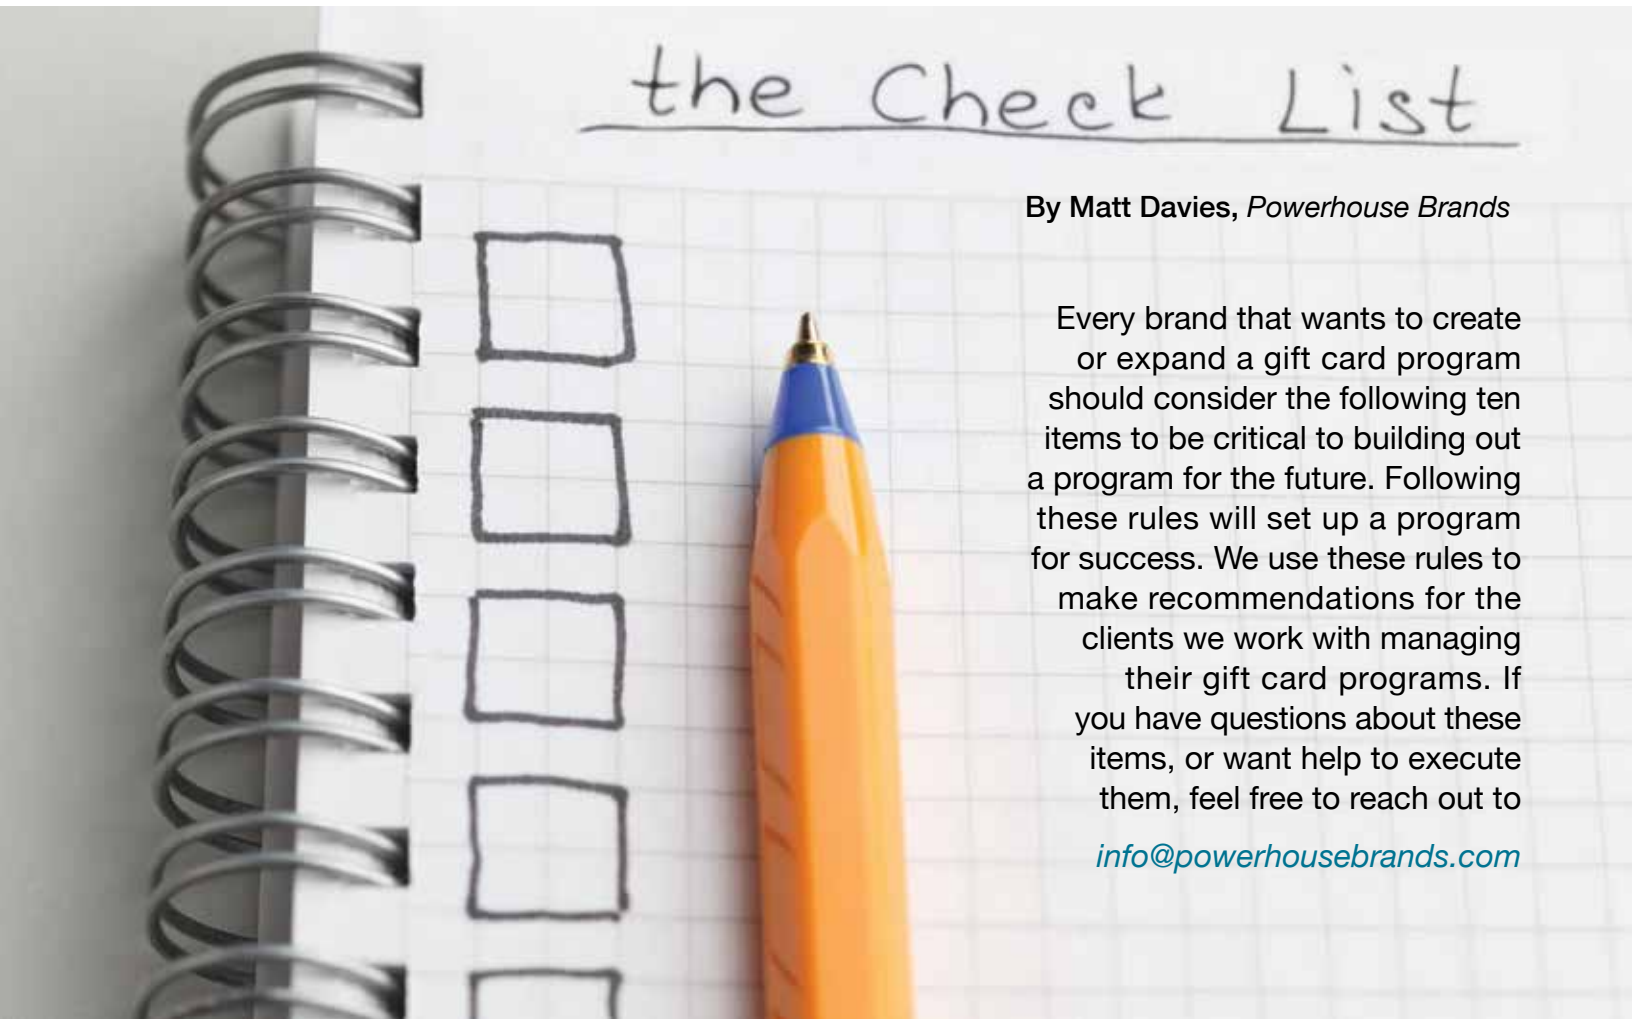 the Check List
By Matt Davies, Powerhouse Brands
Every brand that wants to create
or expand a gift card program
should consider the following ten
items to be critical to building out
a program for the future. Following
these rules will set up a program
for success. We use these rules to
make recommendations for the
clients we work with managing
their gift card programs. If
you have questions about these
items, or want help to execute
them, feel free to reach out to
info@powerhousebrands.com